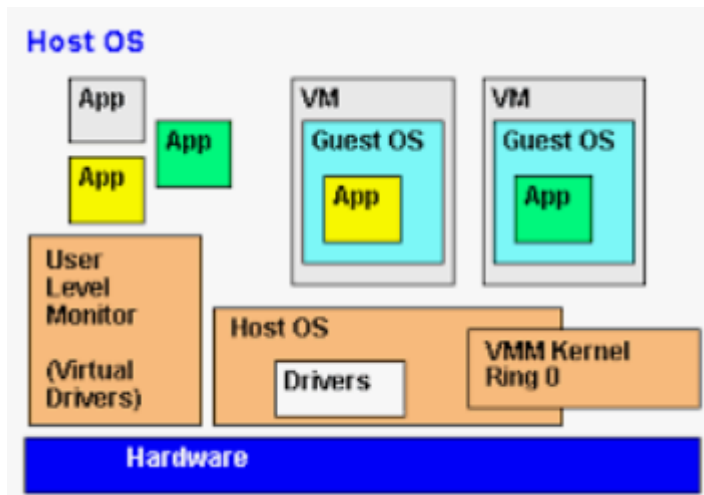 Host OS
App
App
App
VM
Guest OS
App
VM
Guest OS
App
User
Level
Monitor
(Virtual
Drivers)
Host OS
Drivers
VMM Kernel
Ring 0
Hardware